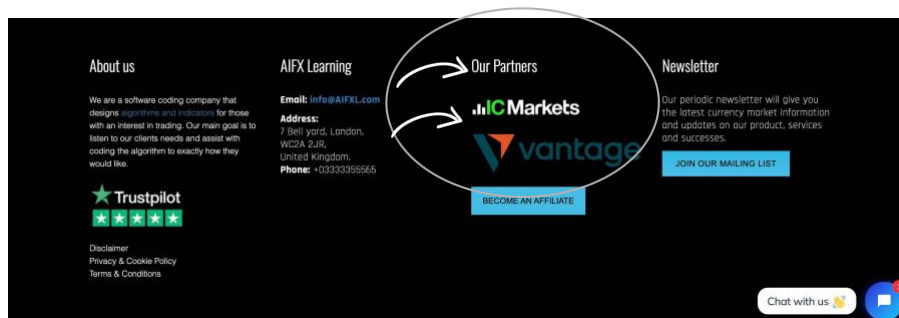 About us
We are a software coding company that
designs algorithms and indicators for those
with an interest in trading. Our main goal is to
listen to our clients needs and assist with
coding the algorithm to exactly how they
would like.
Trustpilot
Disclaimer
Privacy & Cookie Policy
Terms & Conditions
AIFX Learning
Email: info@AIFXL.com
Address:
7 Bell yard, London,
WC2A 2JR,
United Kingdom.
Phone: +03333355565
Our Partners
IC Markets
vantage
BECOME AN AFFILIATE
Newsletter
Our periodic newsletter will give you
the latest currency market information
and updates on our product, services
and successes.
JOIN OUR MAILING LIST
Chat with us 👋